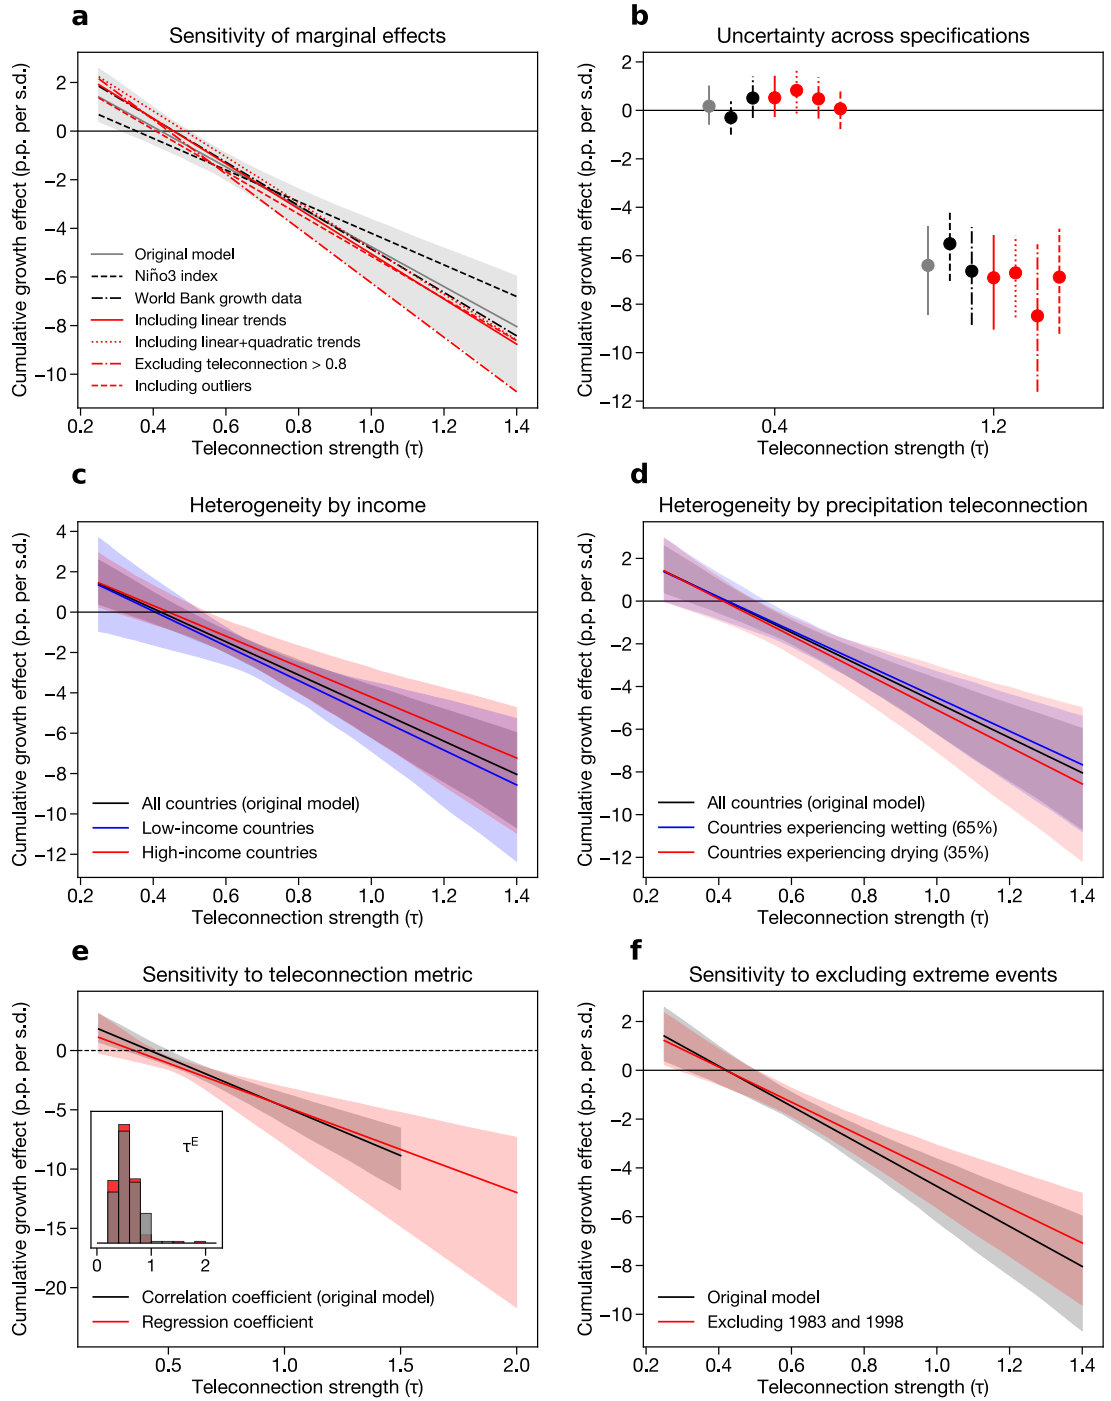 a
Sensitivity of marginal effects
Cumulative growth effect (p.p. per s.d.)
2
0
−2
−4
−6
−8
−10
Original model
Niño3 index
World Bank growth data
Including linear trends
Including linear+quadratic trends
Excluding teleconnection > 0.8
Including outliers
0.2 0.4 0.6 0.8 1.0 1.2 1.4
Teleconnection strength (τ)
b
Uncertainty across specifications
Cumulative growth effect (p.p. per s.d.)
2
0
−2
−4
−6
−8
−10
−12
0.4 1.2
Teleconnection strength (τ)
c
Heterogeneity by income
Cumulative growth effect (p.p. per s.d.)
4
2
0
−2
−4
−6
−8
−10
−12
All countries (original model)
Low-income countries
High-income countries
0.2 0.4 0.6 0.8 1.0 1.2 1.4
Teleconnection strength (τ)
d
Heterogeneity by precipitation teleconnection
Cumulative growth effect (p.p. per s.d.)
2
0
−2
−4
−6
−8
−10
−12
All countries (original model)
Countries experiencing wetting (65%)
Countries experiencing drying (35%)
0.2 0.4 0.6 0.8 1.0 1.2 1.4
Teleconnection strength (τ)
e
Sensitivity to teleconnection metric
Cumulative growth effect (p.p. per s.d.)
0
−5
−10
−15
−20
τE
0 1 2
Correlation coefficient (original model)
Regression coefficient
0.5 1.0 1.5 2.0
Teleconnection strength (τ)
f
Sensitivity to excluding extreme events
Cumulative growth effect (p.p. per s.d.)
2
0
−2
−4
−6
−8
−10
Original model
Excluding 1983 and 1998
0.2 0.4 0.6 0.8 1.0 1.2 1.4
Teleconnection strength (τ)